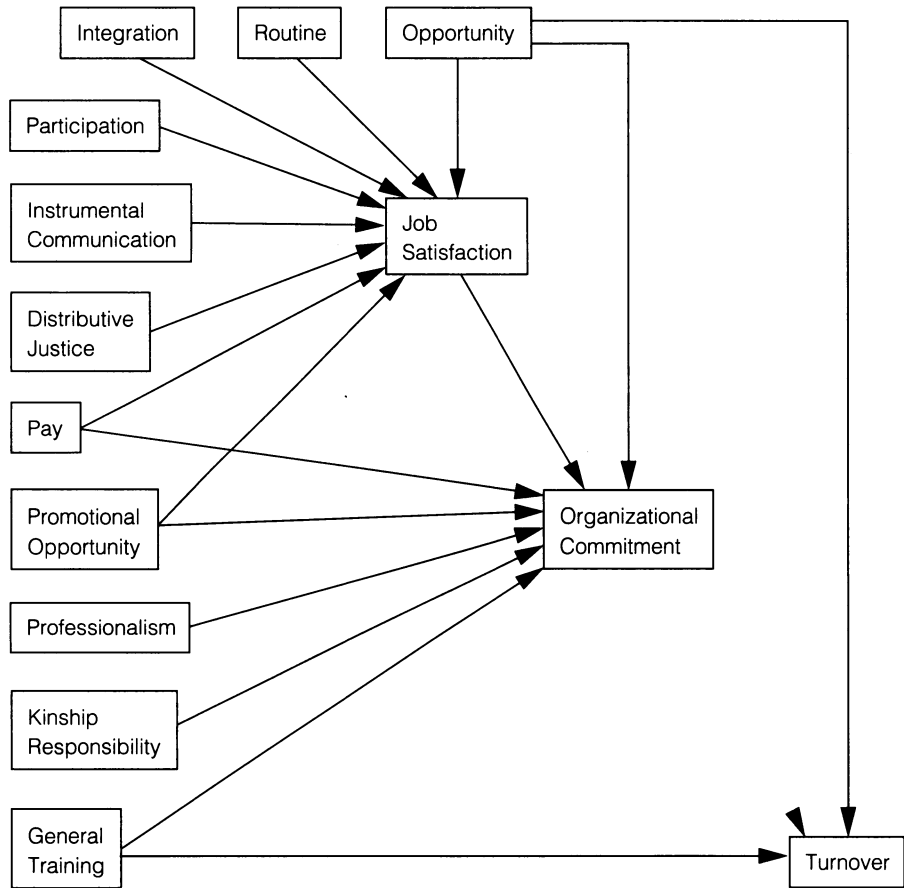 Integration
Routine
Opportunity
Participation
Instrumental
Communication
Job
Satisfaction
Distributive
Justice
Pay
Promotional
Opportunity
Organizational
Commitment
Professionalism
Kinship
Responsibility
General
Training
Turnover